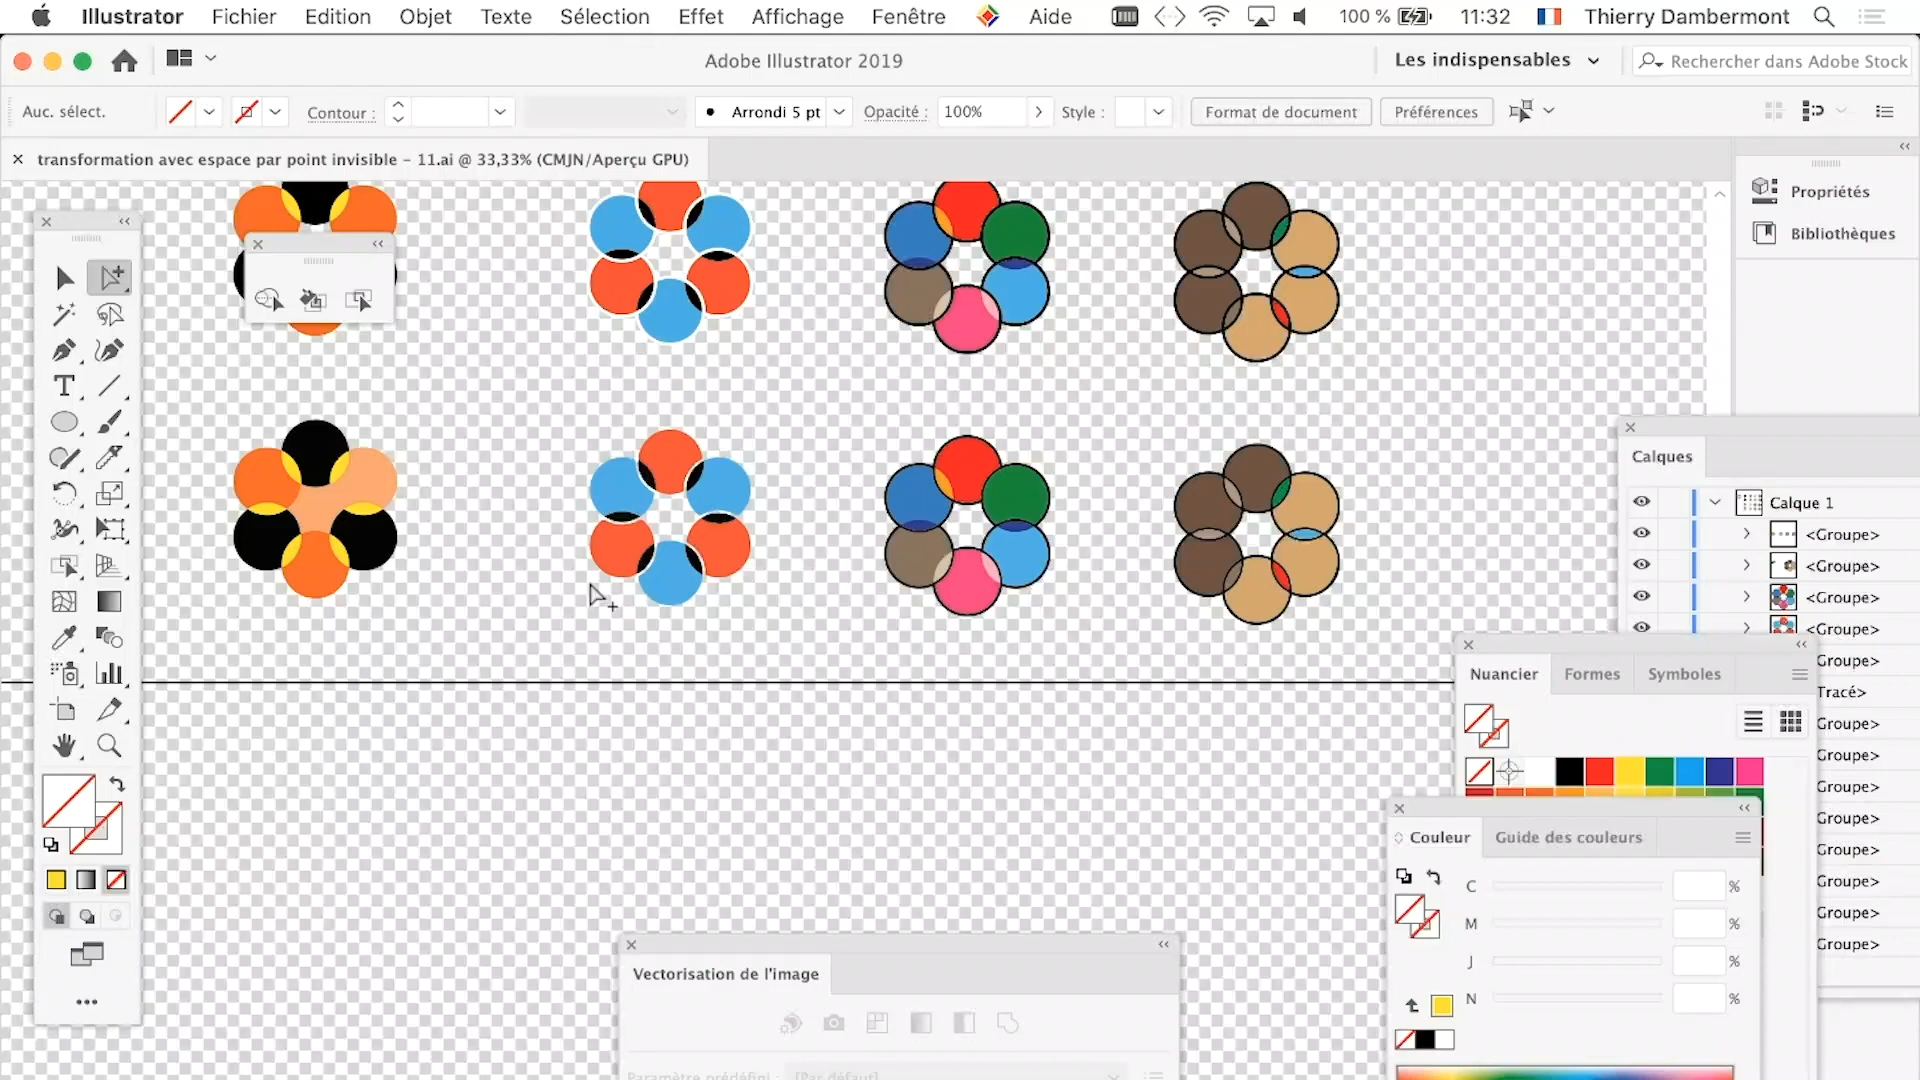 Illustrator Fichier Edition Objet Texte Sélection Effet Affichage Fenêtre Aide 100 % 11:32 Thierry Dambermont
Adobe Illustrator 2019
Les indispensables
Rechercher dans Adobe Stock
Auc. sélect.
Contour :
Arrondi 5 pt
Opacité : 100%
Style :
Format de document
Préférences
transformation avec espace par point invisible – 11.ai @ 33,33% (CMJN/Aperçu GPU)
Propriétés
Bibliothèques
Calques
Calque 1
<Groupe>
<Groupe>
<Groupe>
<Groupe>
Groupe>
Tracé>
Groupe>
Groupe>
Groupe>
Groupe>
Groupe>
Groupe>
Groupe>
Groupe>
Nuancier Formes Symboles
Couleur Guide des couleurs
C %
M %
J %
N %
Vectorisation de l'image
Paramètre prédéfini : [Par défaut]